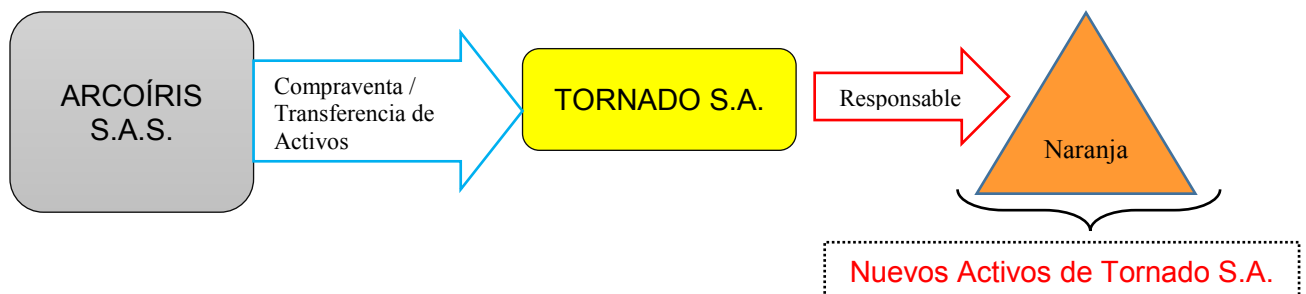 ARCOÍRIS
S.A.S.
Compraventa /
Transferencia de
Activos
TORNADO S.A.
Responsable
Naranja
Nuevos Activos de Tornado S.A.